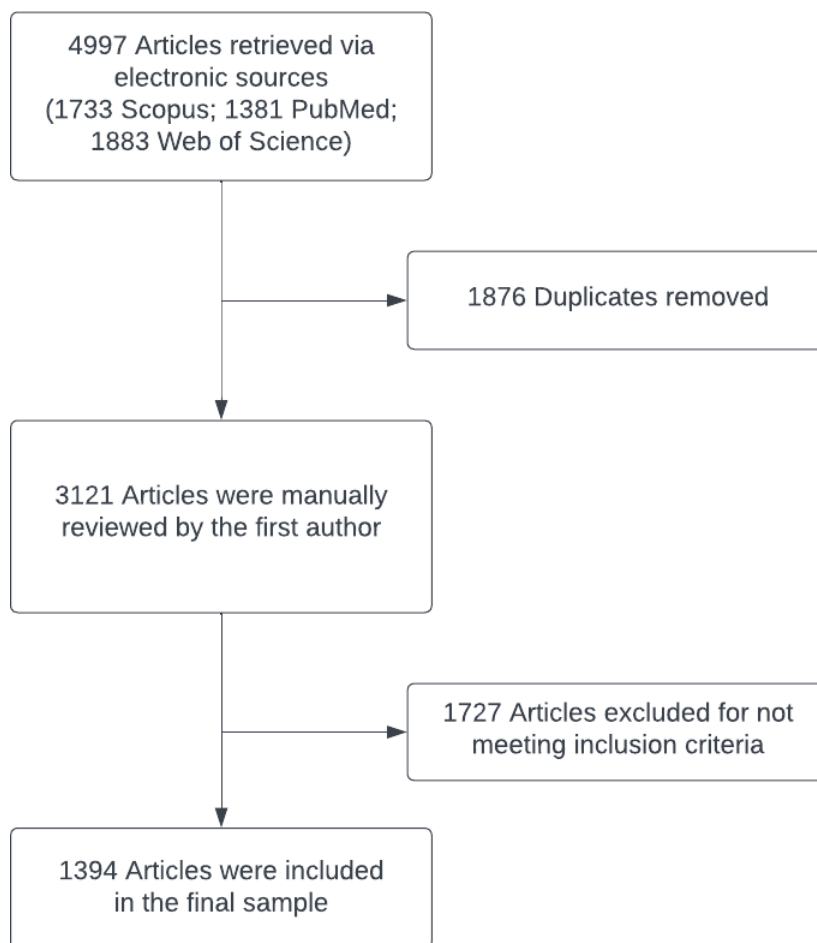 4997 Articles retrieved via
electronic sources
(1733 Scopus; 1381 PubMed;
1883 Web of Science)
1876 Duplicates removed
3121 Articles were manually
reviewed by the first author
1727 Articles excluded for not
meeting inclusion criteria
1394 Articles were included
in the final sample